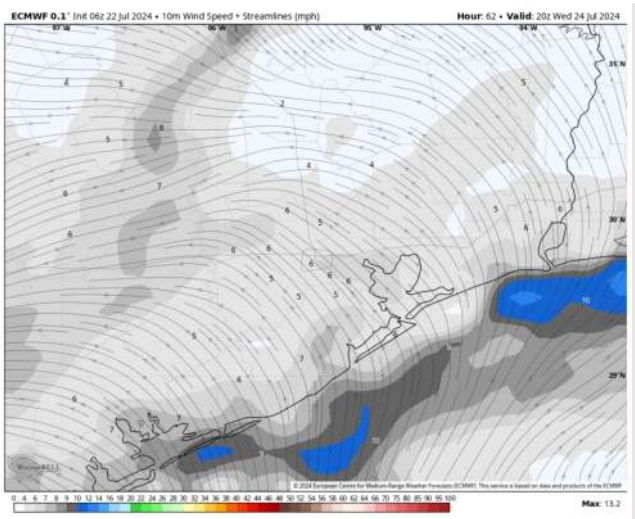 ECMWF 0.1° Init 06z 22 Jul 2024 • 10m Wind Speed + Streamlines (mph)
Hour: 62 • Valid: 20z Wed 24 Jul 2024
97°W 96°W 95°W 94°W
31°N
2 5 2 5
8
5
4 4
7
6 6 5 5 6
30°N
6 6 6 6 6
5 6 6
5 5
10
5
7
29°N
6
6
7 7
9 10
WeatherBELL
© 2024 European Centre for Medium-Range Weather Forecasts (ECMWF). This service is based on data and products of the ECMWF
0 4 5 6 7 8 9 10 12 14 16 18 20 22 24 26 28 30 32 34 36 38 40 42 44 46 48 50 52 54 56 58 60 65 70 75 80 85 90 95 100
Max: 13.2